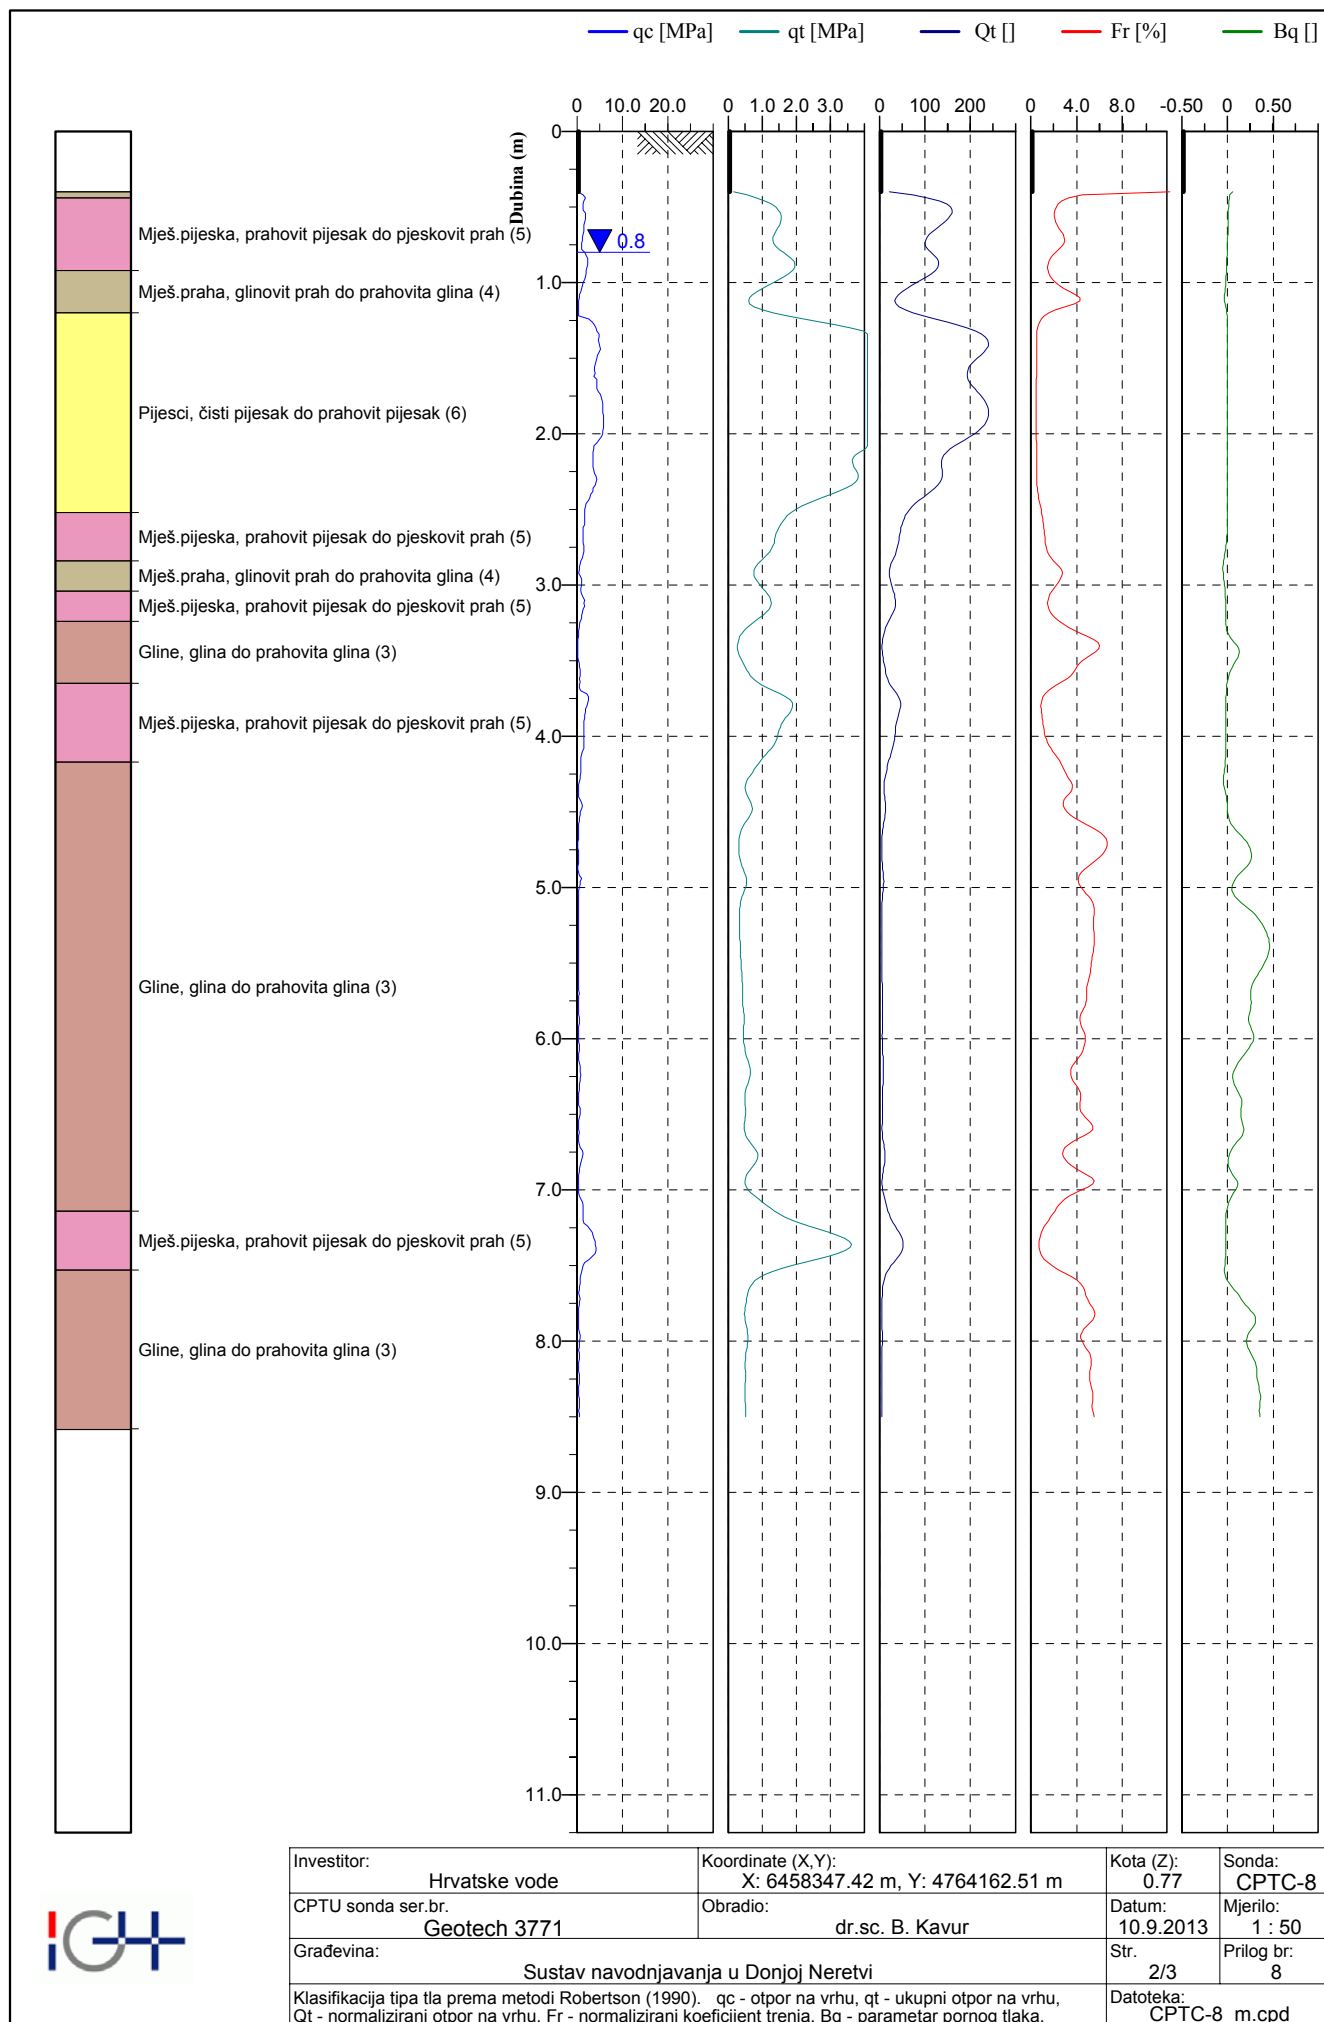 qc [MPa] qt [MPa] Qt [] Fr [%] Bq []
0 10.0 20.0 0 1.0 2.0 3.0 0 100 200 0 4.0 8.0 -0.50 0 0.50
Dubina (m)
0
Mješ.pijeska, prahovit pijesak do pjeskovit prah (5)
0.8
1.0
Mješ.praha, glinovit prah do prahovita glina (4)
Pijesci, čisti pijesak do prahovit pijesak (6)
2.0
Mješ.pijeska, prahovit pijesak do pjeskovit prah (5)
Mješ.praha, glinovit prah do prahovita glina (4)
3.0
Mješ.pijeska, prahovit pijesak do pjeskovit prah (5)
Gline, glina do prahovita glina (3)
Mješ.pijeska, prahovit pijesak do pjeskovit prah (5)
4.0
5.0
Gline, glina do prahovita glina (3)
6.0
7.0
Mješ.pijeska, prahovit pijesak do pjeskovit prah (5)
8.0
Gline, glina do prahovita glina (3)
9.0
10.0
11.0
IGH
Investitor:
Hrvatske vode
Koordinate (X,Y):
X: 6458347.42 m, Y: 4764162.51 m
Kota (Z):
0.77
Sonda:
CPTC-8
CPTU sonda ser.br.
Geotech 3771
Obradio:
dr.sc. B. Kavur
Datum:
10.9.2013
Mjerilo:
1 : 50
Građevina:
Sustav navodnjavanja u Donjoj Neretvi
Str.
2/3
Prilog br:
8
Klasifikacija tipa tla prema metodi Robertson (1990). qc - otpor na vrhu, qt - ukupni otpor na vrhu,
Qt - normalizirani otpor na vrhu, Fr - normalizirani koeficijent trenja, Bq - parametar pornog tlaka.
Datoteka:
CPTC-8_m.cpd